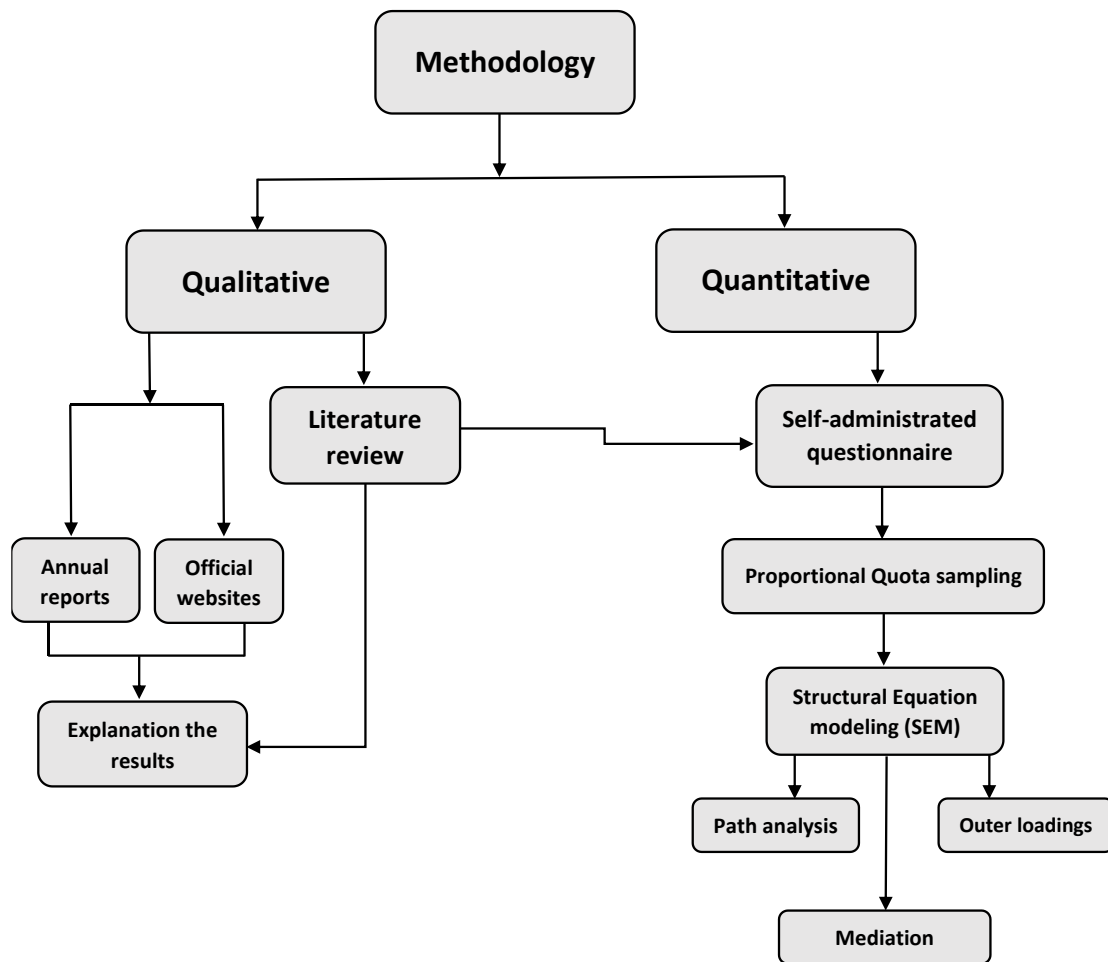 Methodology
Qualitative
Quantitative
Literature
review
Self-administrated
questionnaire
Annual
reports
Official
websites
Proportional Quota sampling
Explanation the
results
Structural Equation
modeling (SEM)
Path analysis
Outer loadings
Mediation